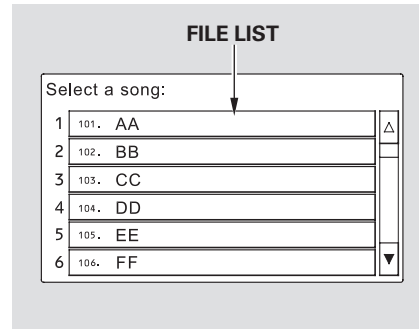 FILE LIST
Select a song:
1 101. AA
2 102. BB
3 103. CC
4 104. DD
5 105. EE
6 106. FF